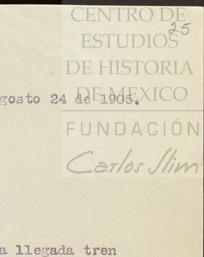 CENTRO DE
25
ESTUDIOS
DE HISTORIA
DE MEXICO
gosto 24 de 1905.
FUNDACIÓN
Carlos Slim
a llegada tren